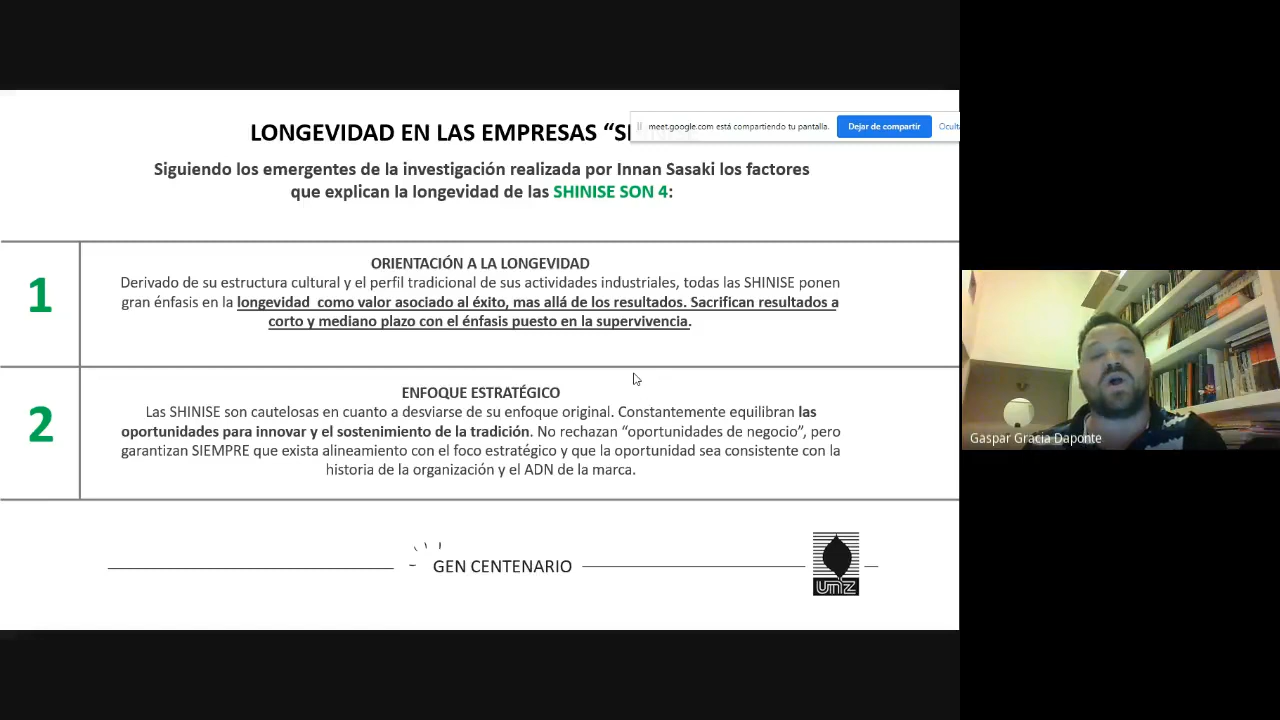 LONGEVIDAD EN LAS EMPRESAS
meet.google.com está compartiendo tu pantalla.
Dejar de compartir
Siguiendo los emergentes de la investigación realizada por Innan Sasaki los factores
que explican la longevidad de las SHINISE SON 4:
1
ORIENTACIÓN A LA LONGEVIDAD
Derivado de su estructura cultural y el perfil tradicional de sus actividades industriales, todas las SHINISE ponen
gran énfasis en la longevidad como valor asociado al éxito, mas allá de los resultados. Sacrifican resultados a
corto y mediano plazo con el énfasis puesto en la supervivencia.
2
ENFOQUE ESTRATÉGICO
Las SHINISE son cautelosas en cuanto a desviarse de su enfoque original. Constantemente equilibran las
oportunidades para innovar y el sostenimiento de la tradición. No rechazan “oportunidades de negocio”, pero
garantizan SIEMPRE que exista alineamiento con el foco estratégico y que la oportunidad sea consistente con la
historia de la organización y el ADN de la marca.
Gaspar Gracia Daponte
GEN CENTENARIO